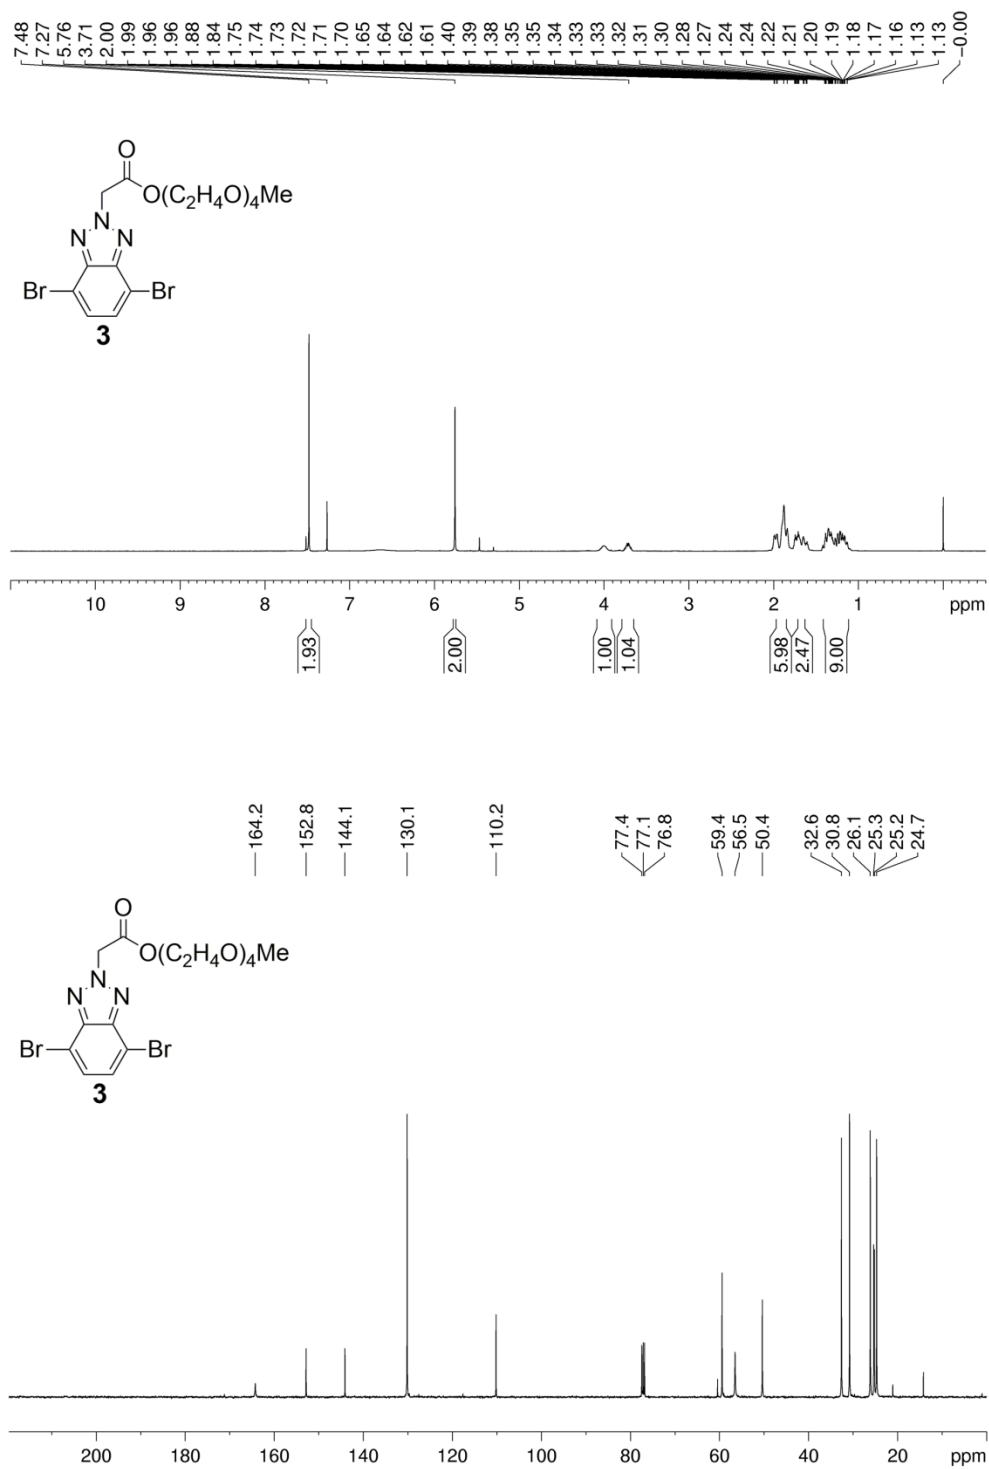 7.48 7.27 5.76 3.71 2.00 1.99 1.96 1.96 1.88 1.84 1.75 1.74 1.73 1.72 1.71 1.70 1.65 1.64 1.62 1.61 1.40 1.39 1.38 1.35 1.35 1.34 1.33 1.33 1.32 1.31 1.30 1.28 1.27 1.24 1.24 1.22 1.21 1.20 1.19 1.18 1.17 1.16 1.13 1.13 −0.00
O
O(C2H4O)4Me
N
N N
Br Br
3
10 9 8 7 6 5 4 3 2 1 ppm
1.93 2.00 1.00 1.04 5.98 2.47 9.00
164.2 152.8 144.1 130.1 110.2 77.4 77.1 76.8 59.4 56.5 50.4 32.6 30.8 26.1 25.3 25.2 24.7
O
O(C2H4O)4Me
N
N N
Br Br
3
200 180 160 140 120 100 80 60 40 20 ppm